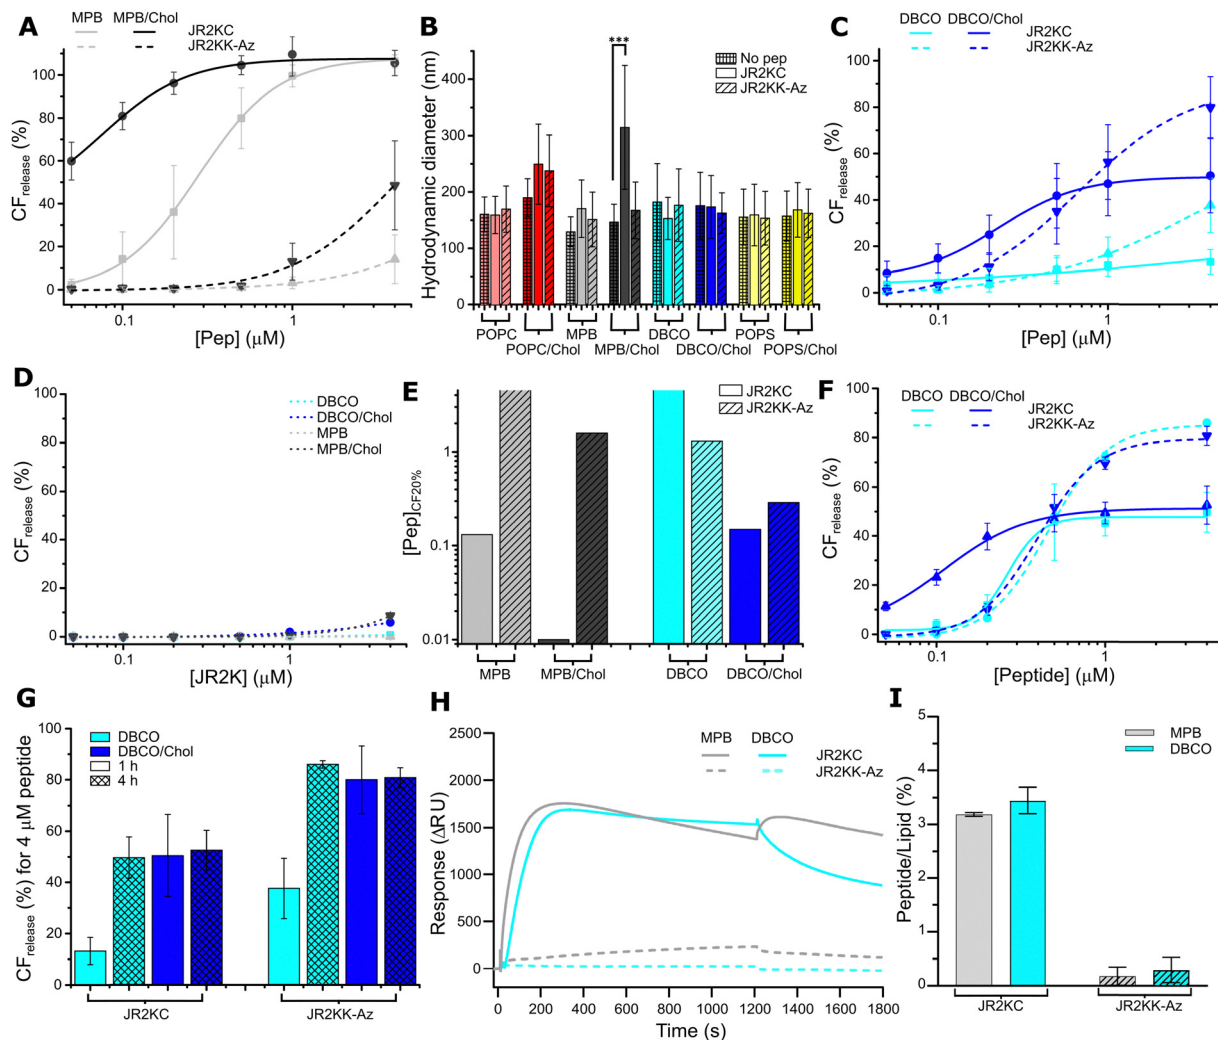 A
MPB MPB/Chol
JR2KC
JR2KK-Az
CFrelease (%)
100
80
60
40
20
0
0.1
1
[Pep] (μM)
B
***
No pep
JR2KC
JR2KK-Az
Hydrodynamic diameter (nm)
400
300
200
100
0
POPC
MPB
DBCO
POPS
POPC/Chol
MPB/Chol
DBCO/Chol
POPS/Chol
C
DBCO DBCO/Chol
JR2KC
JR2KK-Az
CFrelease (%)
100
80
60
40
20
0
0.1
1
[Pep] (μM)
D
DBCO
DBCO/Chol
MPB
MPB/Chol
CFrelease (%)
100
80
60
40
20
0
0.1
1
[JR2K] (μM)
E
JR2KC
JR2KK-Az
[Pep]CF20%
1
0.1
0.01
MPB
MPB/Chol
DBCO
DBCO/Chol
F
DBCO DBCO/Chol
JR2KC
JR2KK-Az
CFrelease (%)
100
80
60
40
20
0
0.1
1
[Peptide] (μM)
G
DBCO
DBCO/Chol
1 h
4 h
CFrelease (%) for 4 μM peptide
100
80
60
40
20
0
JR2KC
JR2KK-Az
H
MPB DBCO
JR2KC
JR2KK-Az
Response (ΔRU)
2500
2000
1500
1000
500
0
0 200 400 600 800 1000 1200 1400 1600 1800
Time (s)
I
MPB
DBCO
Peptide/Lipid (%)
5
4
3
2
1
0
JR2KC
JR2KK-Az